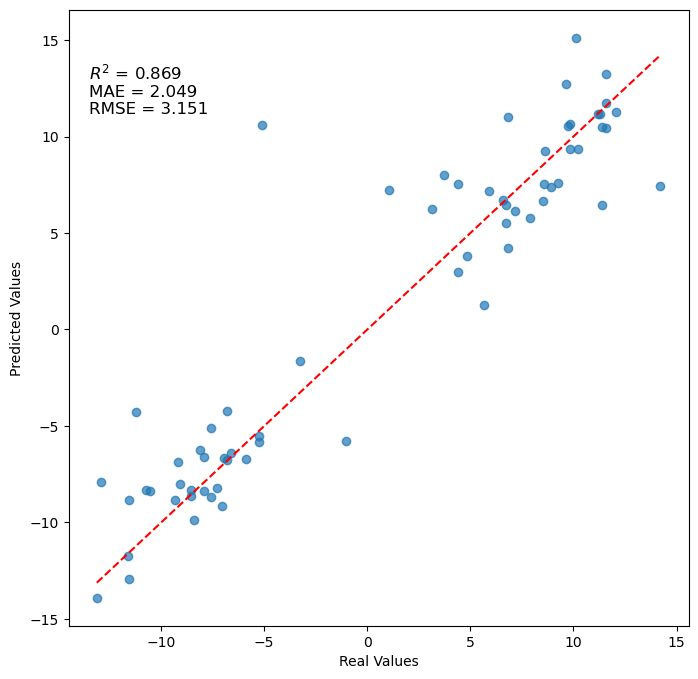 15
10
5
0
−5
−10
−15
Predicted Values
R² = 0.869
MAE = 2.049
RMSE = 3.151
−10 −5 0 5 10 15
Real Values